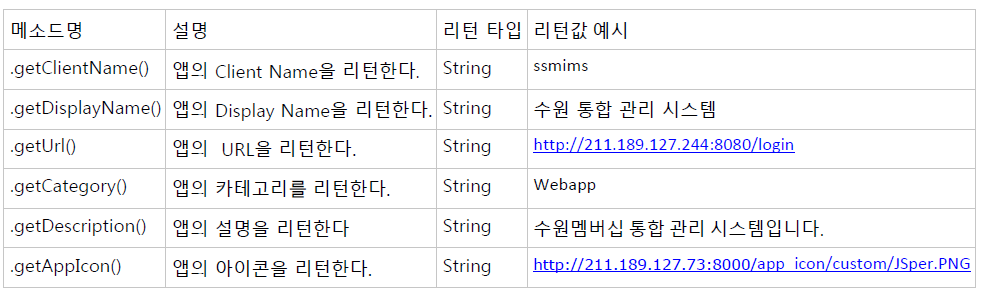 메소드명 설명 리턴 타입 리턴값 예시
.getClientName() 앱의 Client Name을 리턴한다. String ssmims
.getDisplayName() 앱의 Display Name을 리턴한다. String 수원 통합 관리 시스템
.getUrl() 앱의 URL을 리턴한다. String http://211.189.127.244:8080/login
.getCategory() 앱의 카테고리를 리턴한다. String Webapp
.getDescription() 앱의 설명을 리턴한다 String 수원멤버십 통합 관리 시스템입니다.
.getAppIcon() 앱의 아이콘을 리턴한다. String http://211.189.127.73:8000/app_icon/custom/JSper.PNG